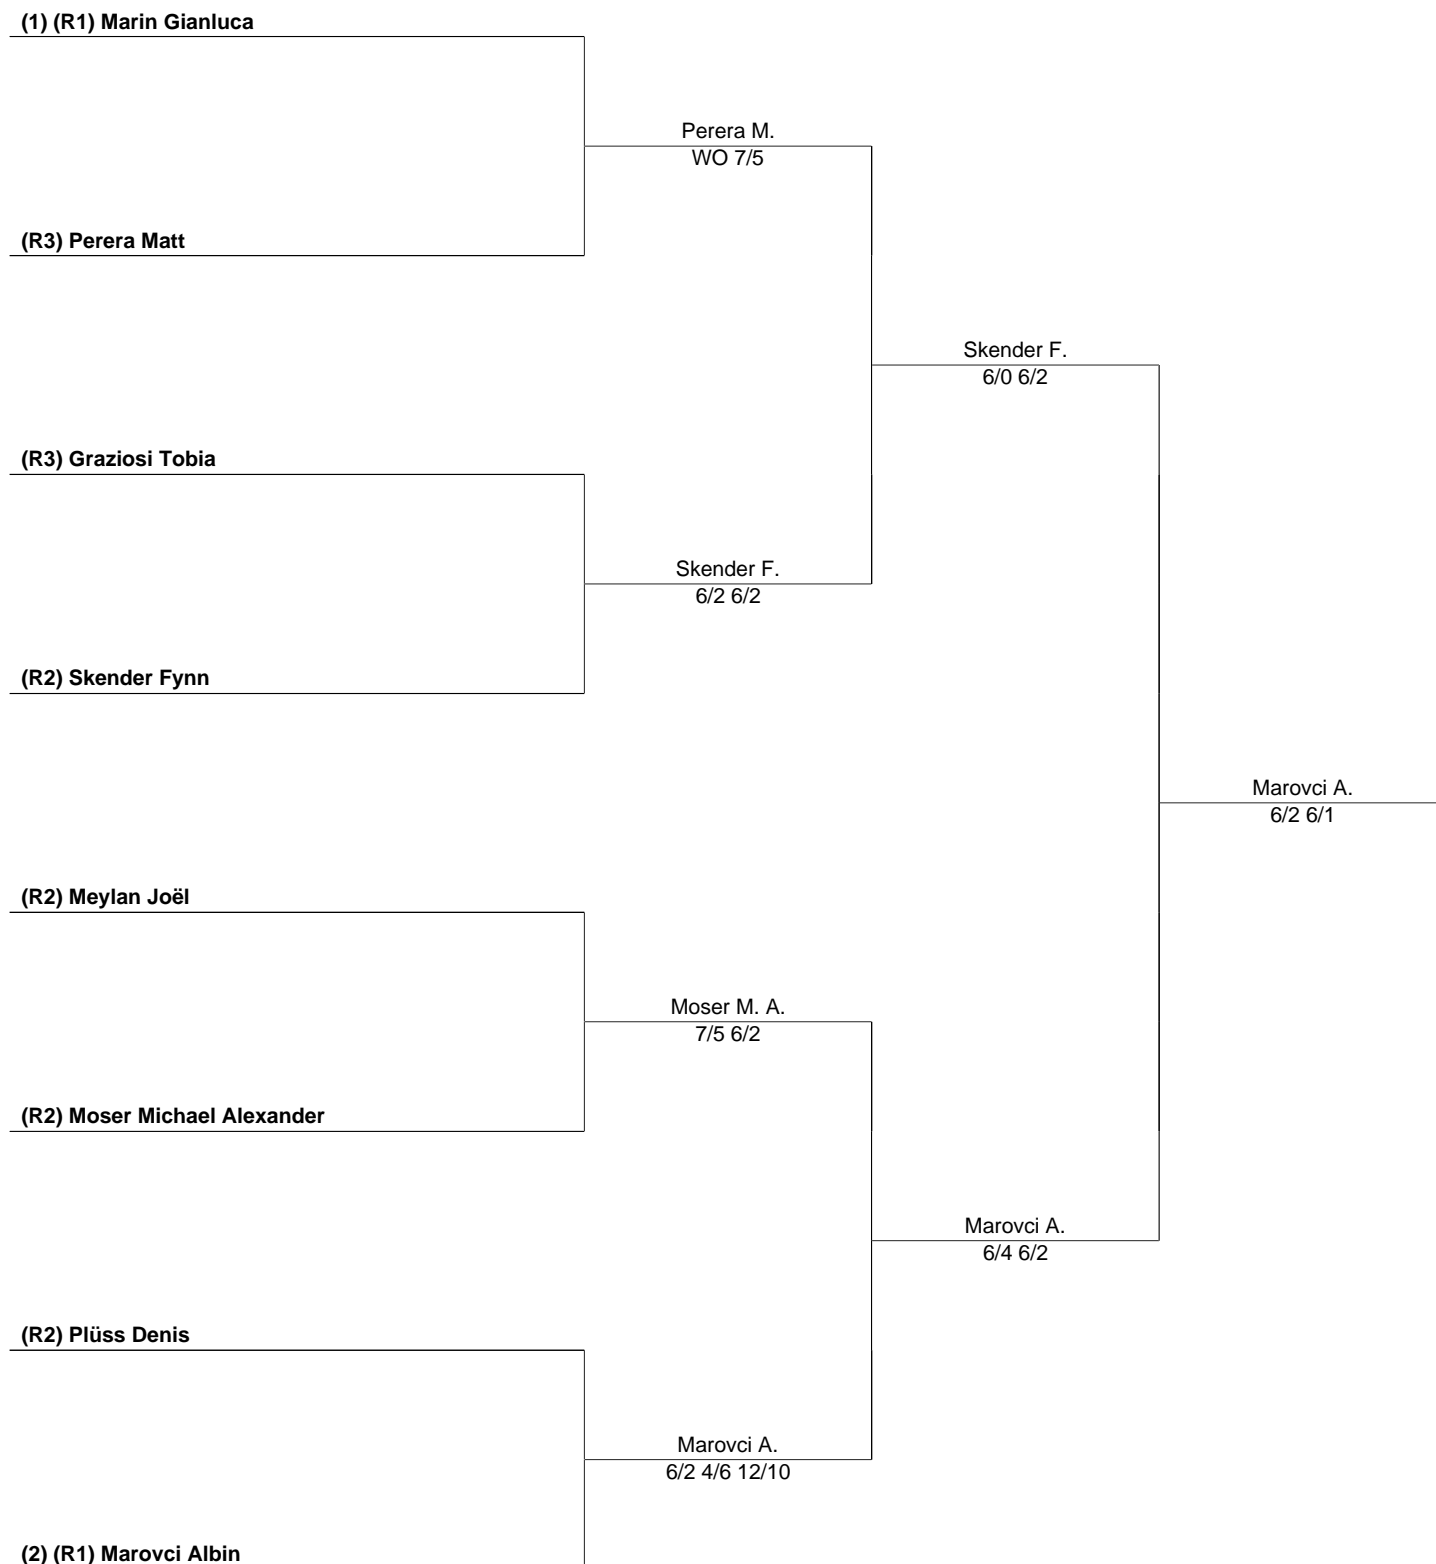 (1) (R1) Marin Gianluca
Perera M.
WO 7/5
(R3) Perera Matt
Skender F.
6/0 6/2
(R3) Graziosi Tobia
Skender F.
6/2 6/2
(R2) Skender Fynn
Marovci A.
6/2 6/1
(R2) Meylan Joël
Moser M. A.
7/5 6/2
(R2) Moser Michael Alexander
Marovci A.
6/4 6/2
(R2) Plüss Denis
Marovci A.
6/2 4/6 12/10
(2) (R1) Marovci Albin